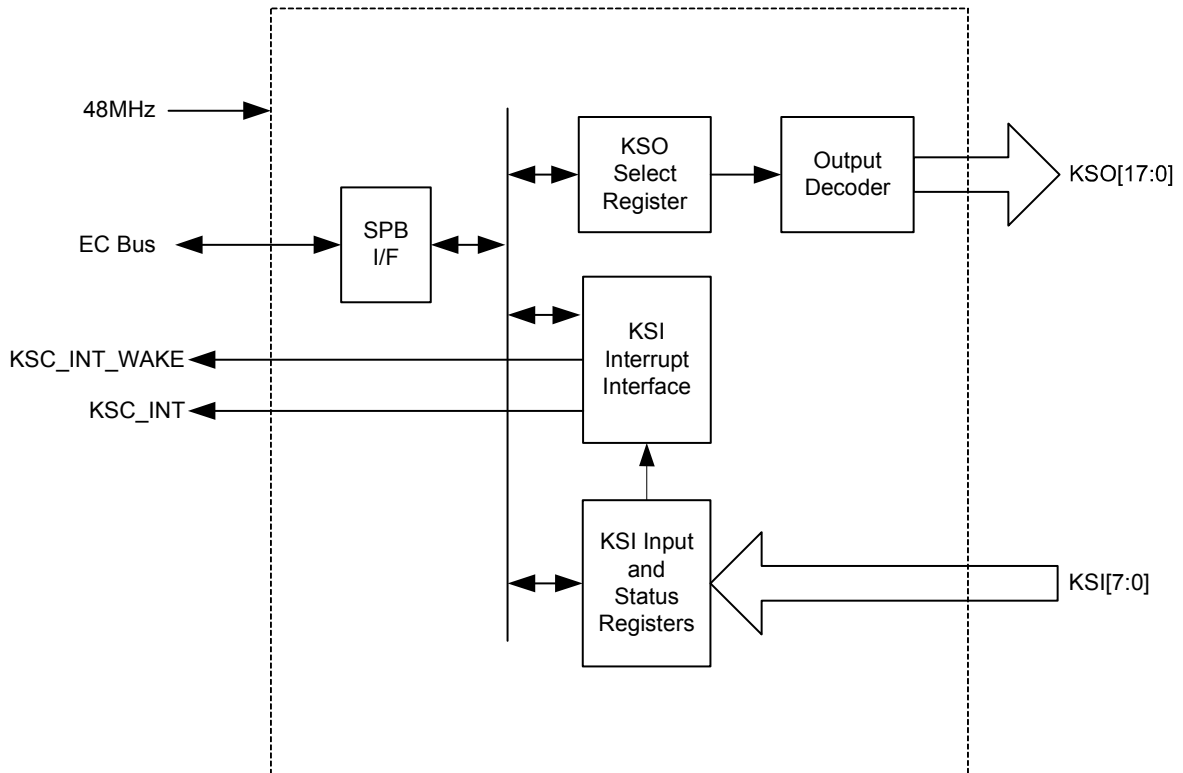 48MHz
KSO
Select
Register
Output
Decoder
KSO[17:0]
EC Bus
SPB
I/F
KSI
Interrupt
Interface
KSC_INT_WAKE
KSC_INT
KSI Input
and
Status
Registers
KSI[7:0]